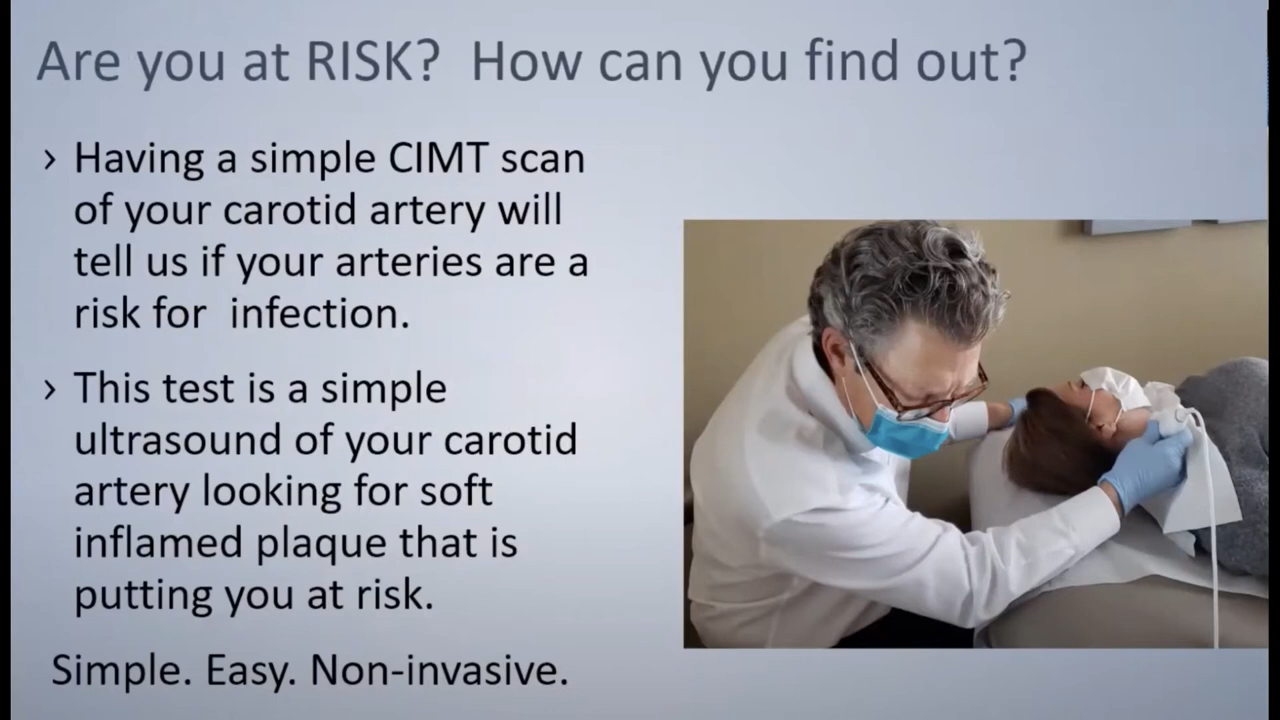 Are you at RISK?  How can you find out?
› Having a simple CIMT scan
of your carotid artery will
tell us if your arteries are a
risk for  infection.
› This test is a simple
ultrasound of your carotid
artery looking for soft
inflamed plaque that is
putting you at risk.
Simple. Easy. Non-invasive.